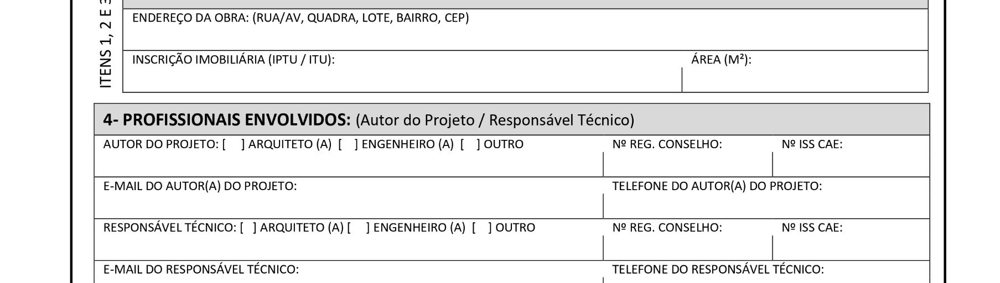 ITENS 1, 2 E 3
ENDEREÇO DA OBRA: (RUA/AV, QUADRA, LOTE, BAIRRO, CEP)
INSCRIÇÃO IMOBILIÁRIA (IPTU / ITU): ÁREA (M²):
4- PROFISSIONAIS ENVOLVIDOS: (Autor do Projeto / Responsável Técnico)
AUTOR DO PROJETO: [ ] ARQUITETO (A) [ ] ENGENHEIRO (A) [ ] OUTRO Nº REG. CONSELHO: Nº ISS CAE:
E-MAIL DO AUTOR(A) DO PROJETO: TELEFONE DO AUTOR(A) DO PROJETO:
RESPONSÁVEL TÉCNICO: [ ] ARQUITETO (A) [ ] ENGENHEIRO (A) [ ] OUTRO Nº REG. CONSELHO: Nº ISS CAE:
E-MAIL DO RESPONSÁVEL TÉCNICO: TELEFONE DO RESPONSÁVEL TÉCNICO: